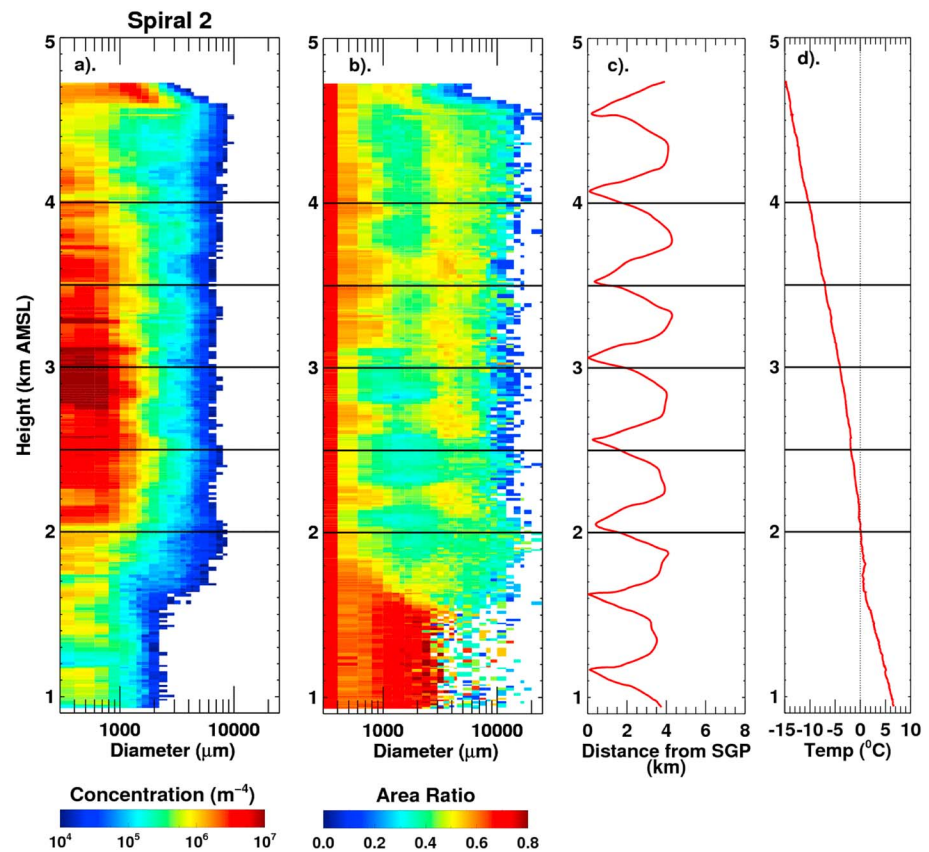 Spiral 2
a).
b).
c).
d).
5
4
3
2
1
Height (km AMSL)
1000
10000
Diameter (μm)
5
4
3
2
1
1000
10000
Diameter (μm)
5
4
3
2
1
0 2 4 6 8
Distance from SGP
(km)
5
4
3
2
1
-15-10 -5 0 5 10
Temp (⁰C)
Concentration (m⁻⁴)
10⁴ 10⁵ 10⁶ 10⁷
Area Ratio
0.0 0.2 0.4 0.6 0.8